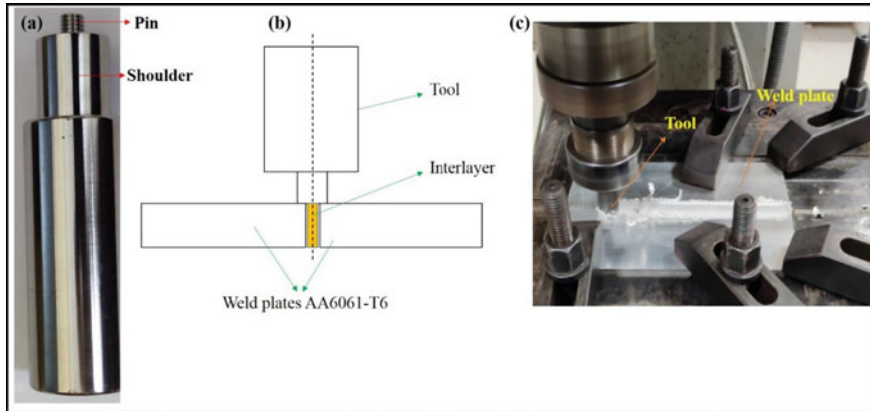 (a)
Pin
Shoulder
(b)
Tool
Interlayer
Weld plates AA6061-T6
(c)
Weld plate
Tool